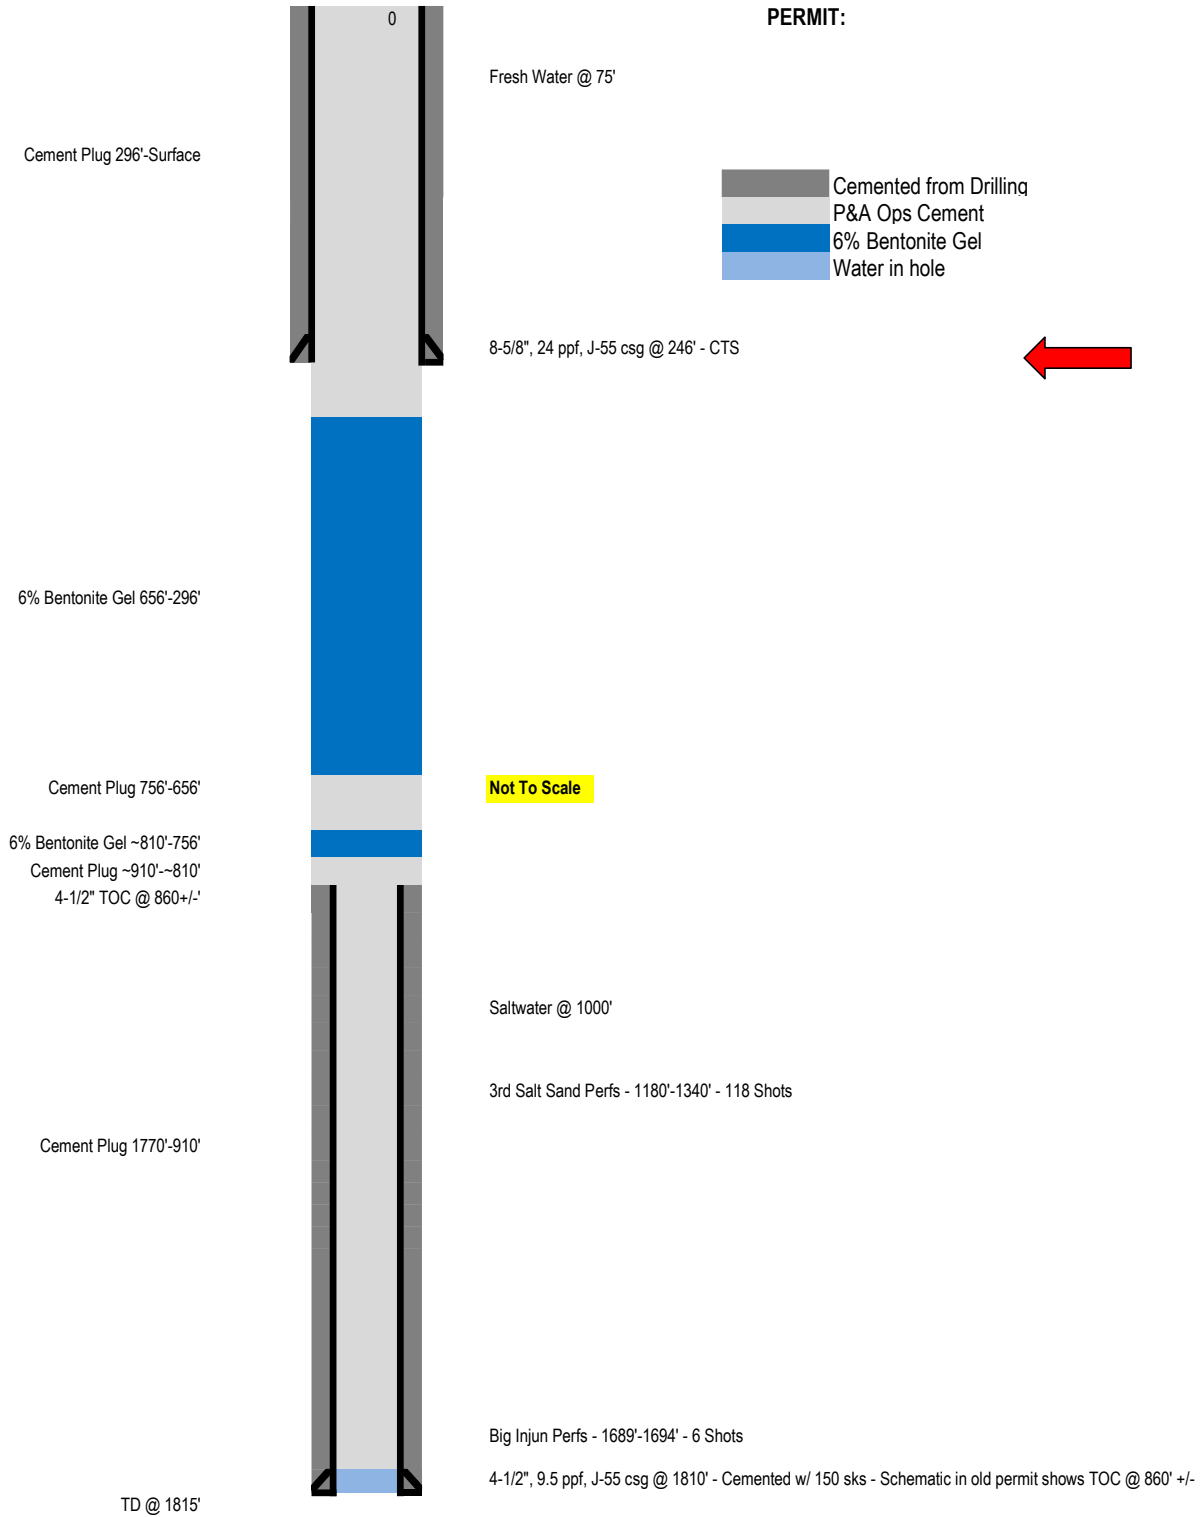 0
PERMIT:
Fresh Water @ 75'
Cement Plug 296'-Surface
Cemented from Drilling
P&A Ops Cement
6% Bentonite Gel
Water in hole
8-5/8", 24 ppf, J-55 csg @ 246' - CTS
6% Bentonite Gel 656'-296'
Cement Plug 756'-656'
Not To Scale
6% Bentonite Gel ~810'-756'
Cement Plug ~910'-~810'
4-1/2" TOC @ 860+/-'
Saltwater @ 1000'
3rd Salt Sand Perfs - 1180'-1340' - 118 Shots
Cement Plug 1770'-910'
Big Injun Perfs - 1689'-1694' - 6 Shots
4-1/2", 9.5 ppf, J-55 csg @ 1810' - Cemented w/ 150 sks - Schematic in old permit shows TOC @ 860' +/-
TD @ 1815'